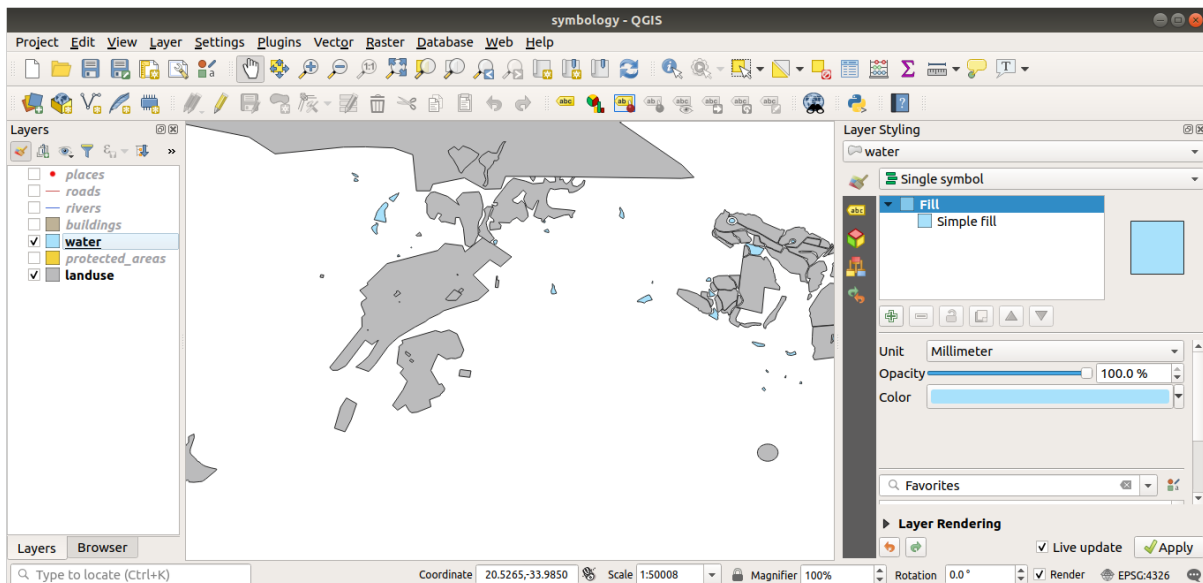 symbology - QGIS
Project Edit View Layer Settings Plugins Vector Raster Database Web Help
Layers
places
roads
rivers
buildings
water
protected_areas
landuse
Layers Browser
Layer Styling
water
Single symbol
Fill
Simple fill
Unit Millimeter
Opacity 100.0 %
Color
Favorites
Layer Rendering
Live update Apply
Type to locate (Ctrl+K) Coordinate 20.5265,-33.9850 Scale 1:50008 Magnifier 100% Rotation 0.0° Render EPSG:4326